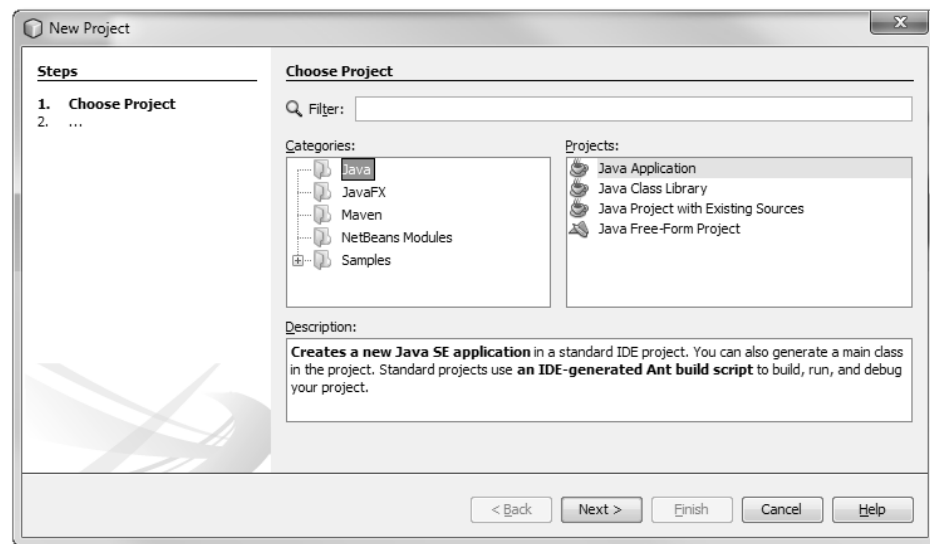 New Project
X
Steps
1. Choose Project
2. ...
Choose Project
Filter:
Categories:
Java
JavaFX
Maven
NetBeans Modules
Samples
Projects:
Java Application
Java Class Library
Java Project with Existing Sources
Java Free-Form Project
Description:
Creates a new Java SE application in a standard IDE project. You can also generate a main class
in the project. Standard projects use an IDE-generated Ant build script to build, run, and debug
your project.
< Back
Next >
Finish
Cancel
Help